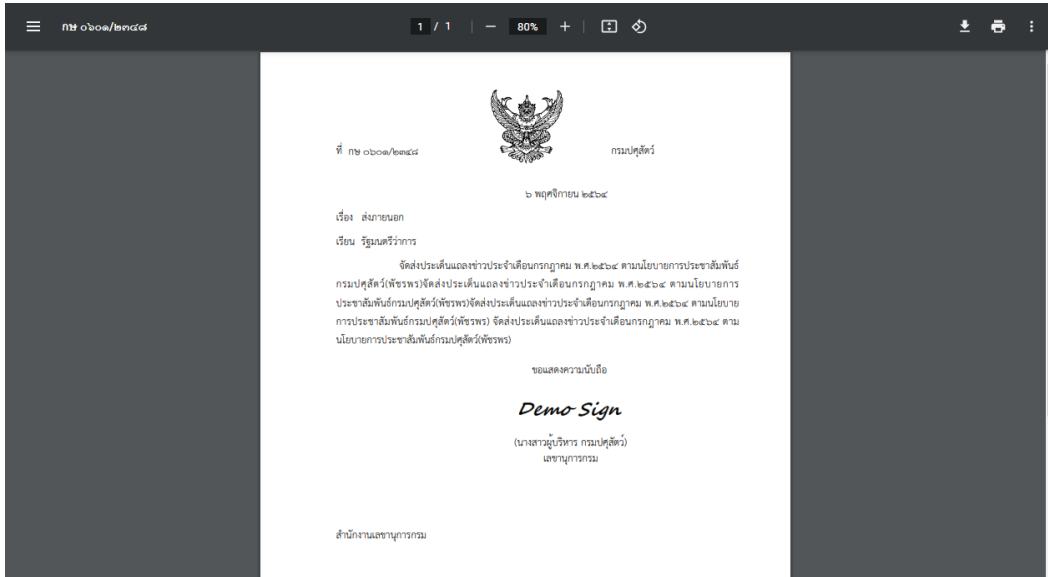 กษ ๐๖๐๑/๒๓๔๘
1 / 1
80%
ที่ กษ ๐๖๐๑/๒๓๔๘
กรมปศุสัตว์
๖ พฤศจิกายน ๒๕๖๔
เรื่อง ส่งภายนอก
เรียน รัฐมนตรีว่าการ
จัดส่งประเด็นแถลงข่าวประจำเดือนกรกฎาคม พ.ศ.๒๕๖๔ ตามนโยบายการประชาสัมพันธ์
กรมปศุสัตว์(พัชรพร)จัดส่งประเด็นแถลงข่าวประจำเดือนกรกฎาคม พ.ศ.๒๕๖๔ ตามนโยบายการ
ประชาสัมพันธ์กรมปศุสัตว์(พัชรพร)จัดส่งประเด็นแถลงข่าวประจำเดือนกรกฎาคม พ.ศ.๒๕๖๔ ตามนโยบาย
การประชาสัมพันธ์กรมปศุสัตว์(พัชรพร) จัดส่งประเด็นแถลงข่าวประจำเดือนกรกฎาคม พ.ศ.๒๕๖๔ ตาม
นโยบายการประชาสัมพันธ์กรมปศุสัตว์(พัชรพร)
ขอแสดงความนับถือ
Demo Sign
(นางสาวผู้บริหาร กรมปศุสัตว์)
เลขานุการกรม
สำนักงานเลขานุการกรม